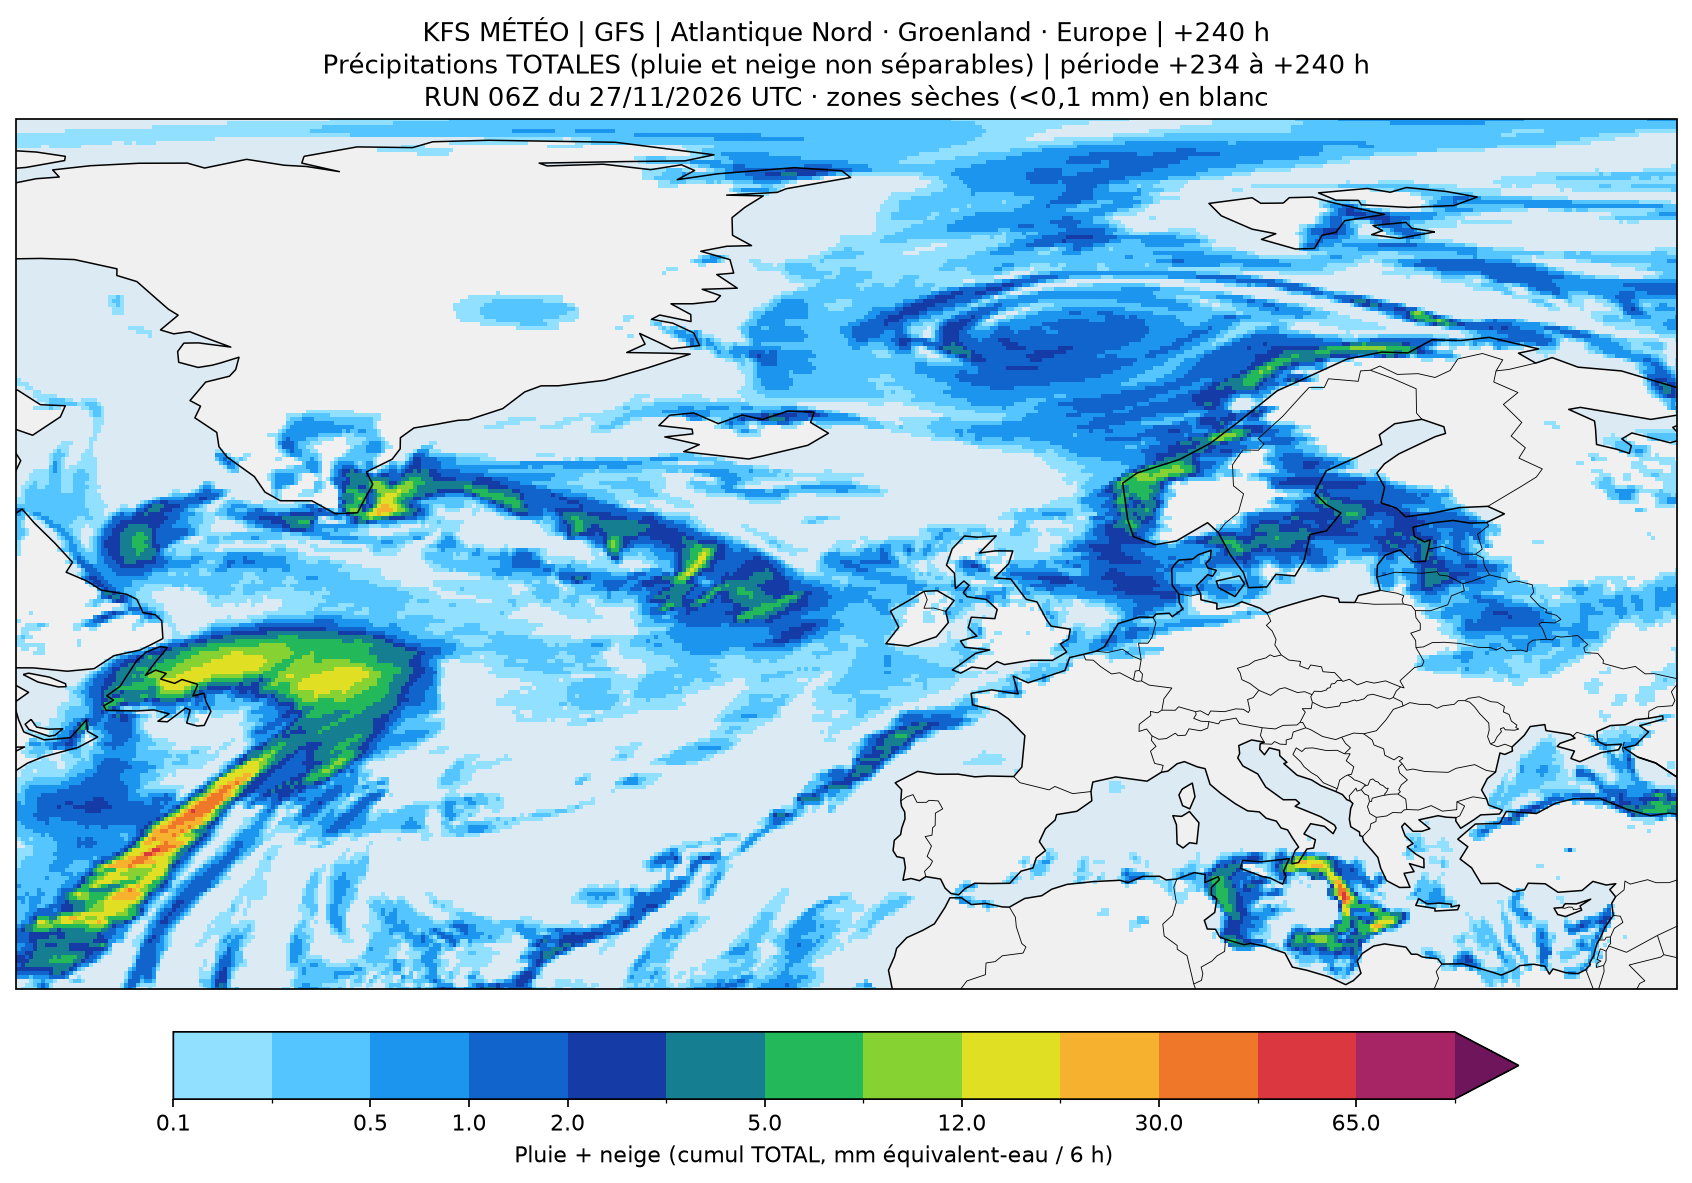 KFS MÉTÉO | GFS | Atlantique Nord · Groenland · Europe | +240 h
Précipitations TOTALES (pluie et neige non séparables) | période +234 à +240 h
RUN 06Z du 27/11/2026 UTC · zones sèches (<0,1 mm) en blanc
0.1 0.5 1.0 2.0 5.0 12.0 30.0 65.0
Pluie + neige (cumul TOTAL, mm équivalent-eau / 6 h)